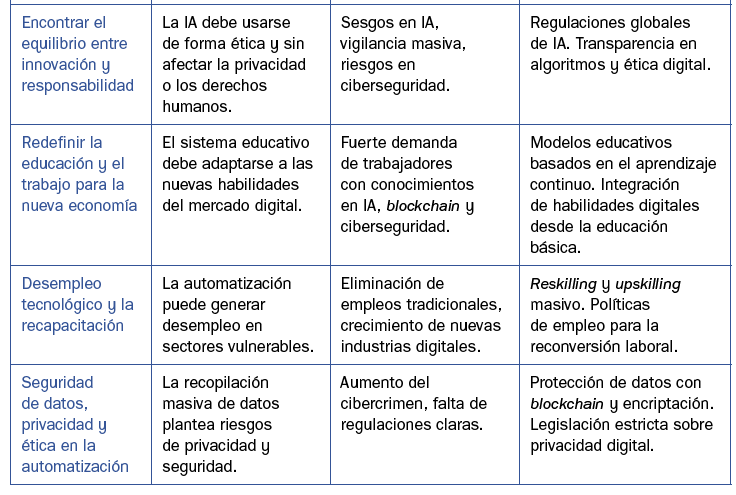 Encontrar el
equilibrio entre
innovación y
responsabilidad
La IA debe usarse
de forma ética y sin
afectar la privacidad
o los derechos
humanos.
Sesgos en IA,
vigilancia masiva,
riesgos en
ciberseguridad.
Regulaciones globales
de IA. Transparencia en
algoritmos y ética digital.
Redefinir la
educación y el
trabajo para la
nueva economía
El sistema educativo
debe adaptarse a las
nuevas habilidades
del mercado digital.
Fuerte demanda
de trabajadores
con conocimientos
en IA, blockchain y
ciberseguridad.
Modelos educativos
basados en el aprendizaje
continuo. Integración
de habilidades digitales
desde la educación
básica.
Desempleo
tecnológico y la
recapacitación
La automatización
puede generar
desempleo en
sectores vulnerables.
Eliminación de
empleos tradicionales,
crecimiento de nuevas
industrias digitales.
Reskilling y upskilling
masivo. Políticas
de empleo para la
reconversión laboral.
Seguridad
de datos,
privacidad y
ética en la
automatización
La recopilación
masiva de datos
plantea riesgos
de privacidad y
seguridad.
Aumento del
cibercrimen, falta de
regulaciones claras.
Protección de datos con
blockchain y encriptación.
Legislación estricta sobre
privacidad digital.